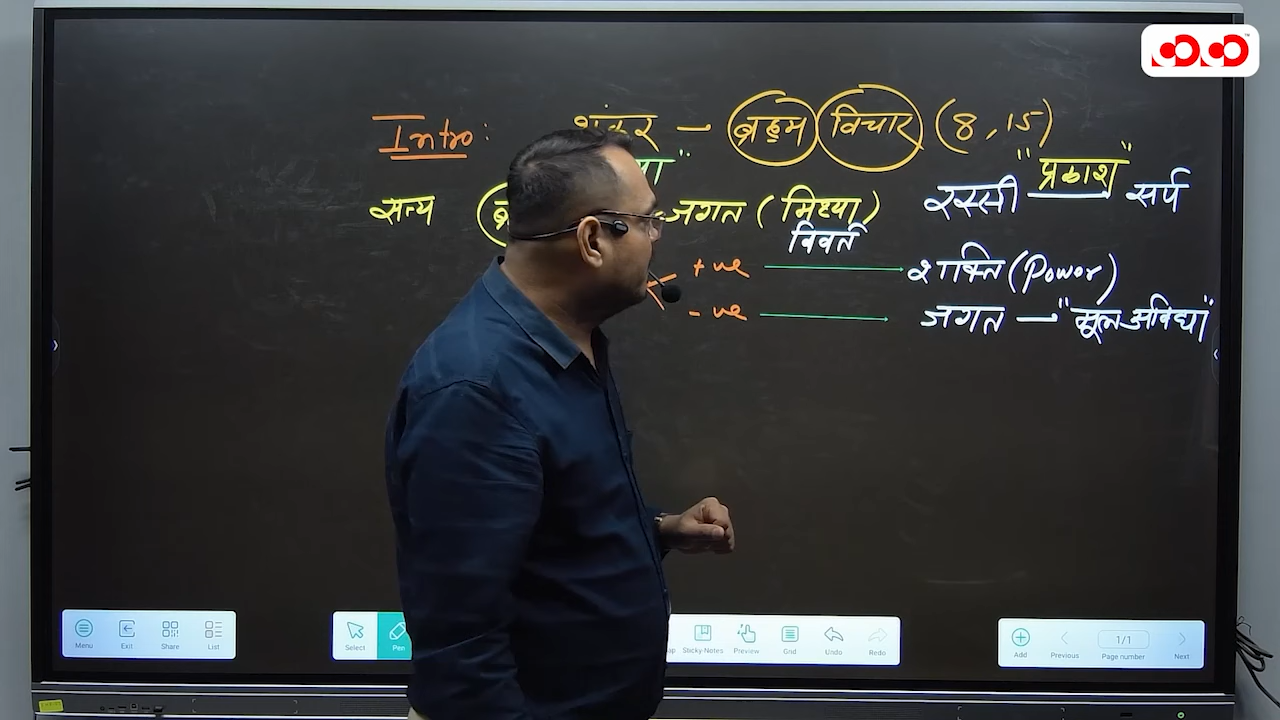 Intro: शंकर – ब्रह्म विचार (8, 15)
"प्रकाश"
सत्य जगत (मिथ्या) रस्सी — सर्प
विवर्त
+ve → शक्ति (Power)
-ve → जगत — "मूल अविद्या"
Menu Exit Share List Select Pen Sticky-Notes Preview Grid Undo Redo Add Previous 1/1 Page number Next